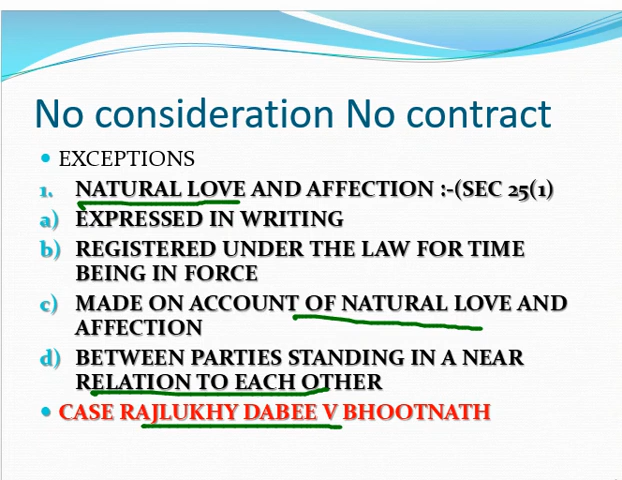 No consideration No contract
• EXCEPTIONS
1. NATURAL LOVE AND AFFECTION :-(SEC 25(1)
a) EXPRESSED IN WRITING
b) REGISTERED UNDER THE LAW FOR TIME
BEING IN FORCE
c) MADE ON ACCOUNT OF NATURAL LOVE AND
AFFECTION
d) BETWEEN PARTIES STANDING IN A NEAR
RELATION TO EACH OTHER
• CASE RAJLUKHY DABEE V BHOOTNATH